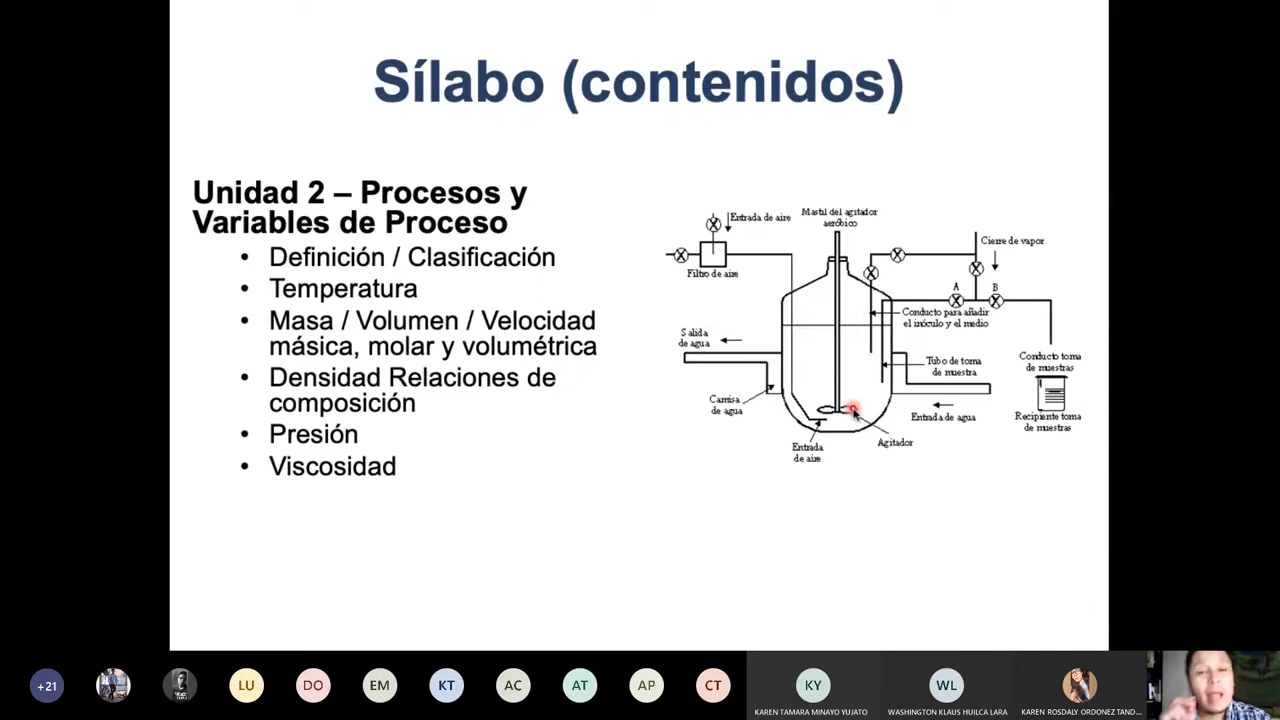 Sílabo (contenidos)
Unidad 2 – Procesos y
Variables de Proceso
• Definición / Clasificación
• Temperatura
• Masa / Volumen / Velocidad
másica, molar y volumétrica
• Densidad Relaciones de
composición
• Presión
• Viscosidad
Entrada de aire
Mastil del agitador
aeróbico
Cierre de vapor
Filtro de aire
A
B
Conducto para añadir
el inóculo y el medio
Salida
de agua
Tubo de toma
de muestra
Conducto toma
de muestras
Camisa
de agua
Entrada de agua
Recipiente toma
de muestras
Entrada
de aire
Agitador
+21
LU
DO
EM
KT
AC
AT
AP
CT
KY
WL
KAREN TAMARA MINAYO YUJATO
WASHINGTON KLAUS HUILCA LARA
KAREN ROSDALY ORDONEZ TAND...